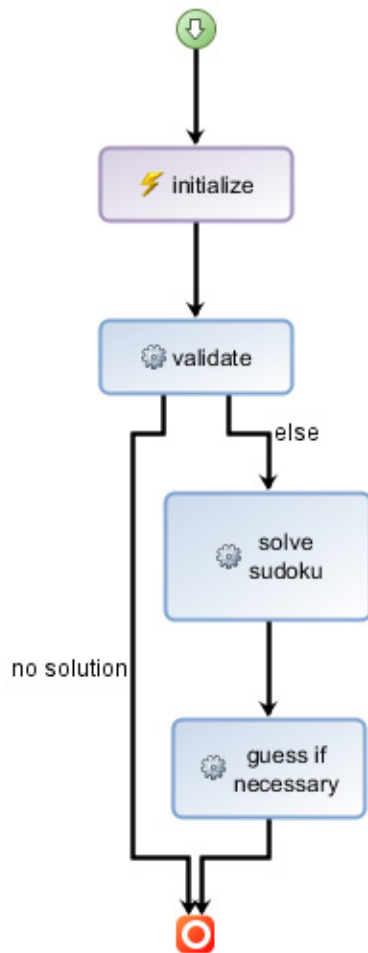 initialize
validate
else
solve
sudoku
no solution
guess if
necessary